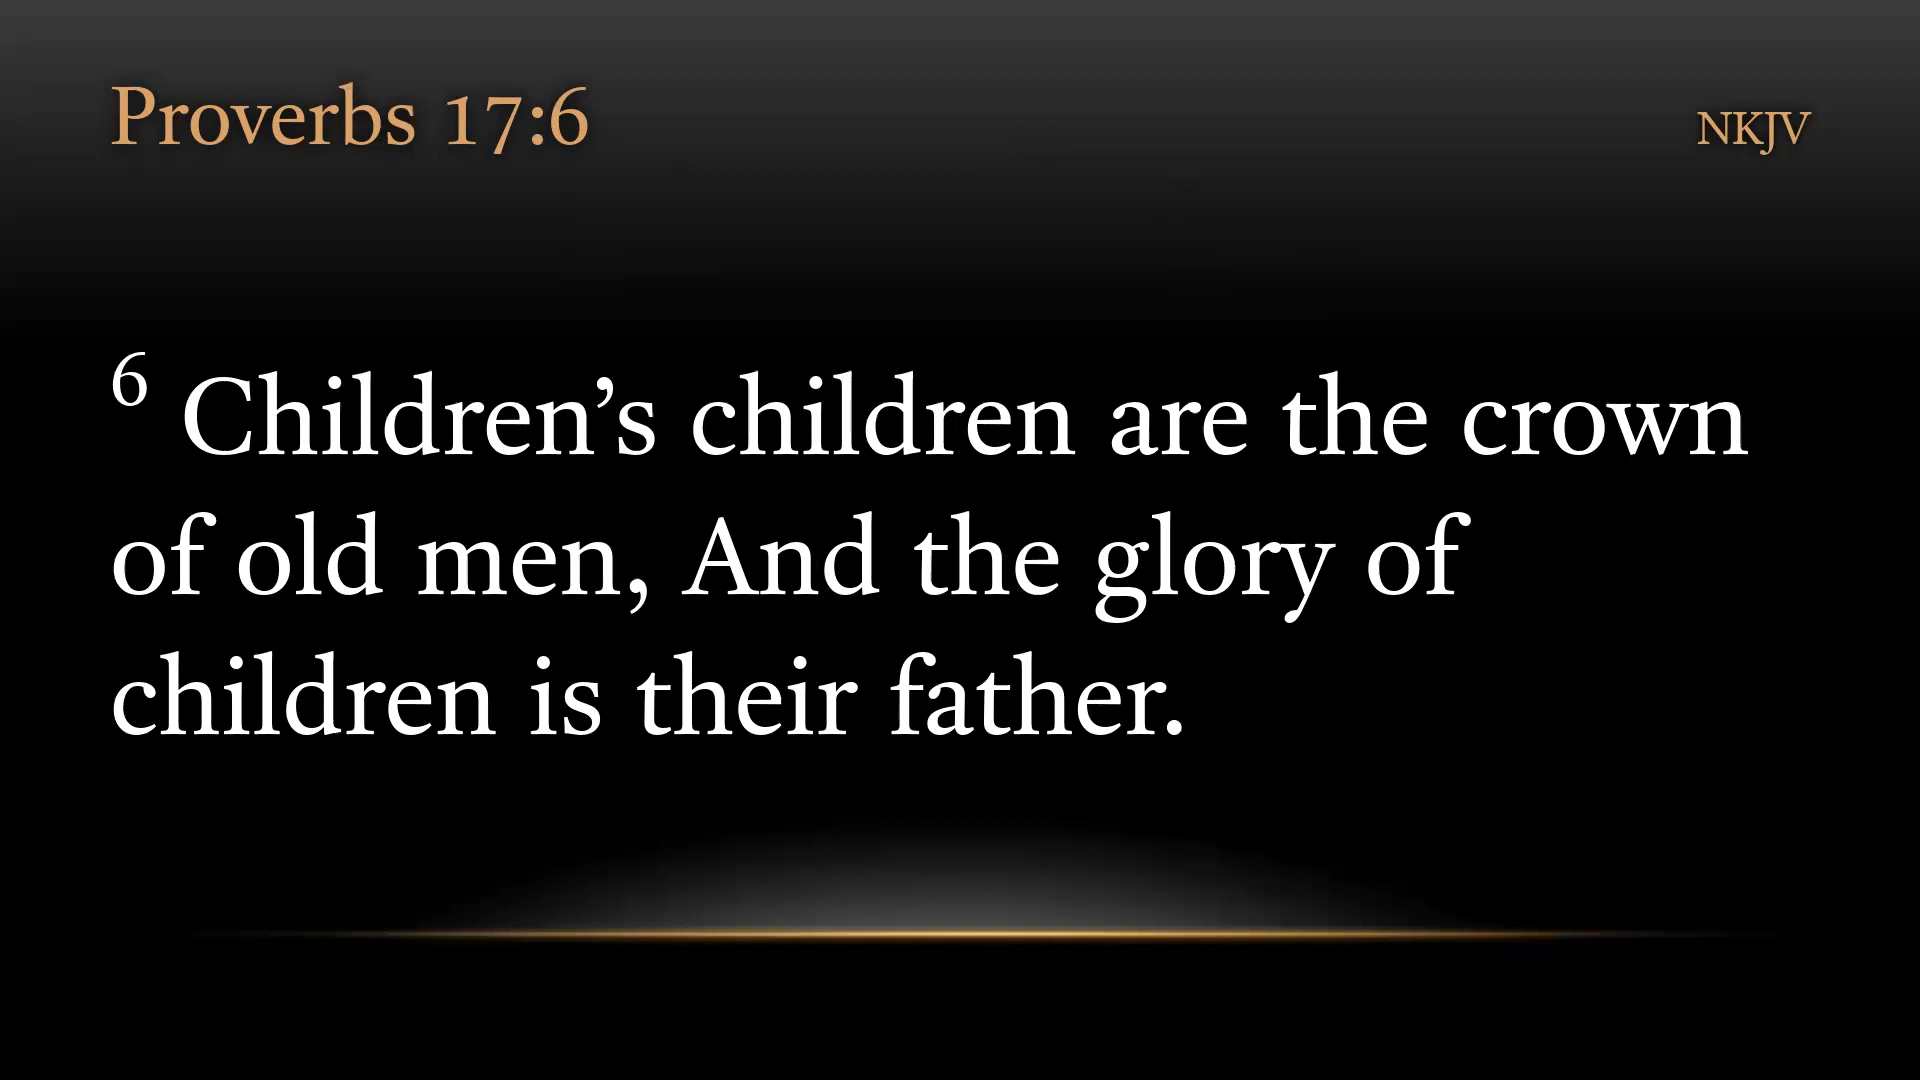 Proverbs 17:6
NKJV
6 Children’s children are the crown
of old men, And the glory of
children is their father.